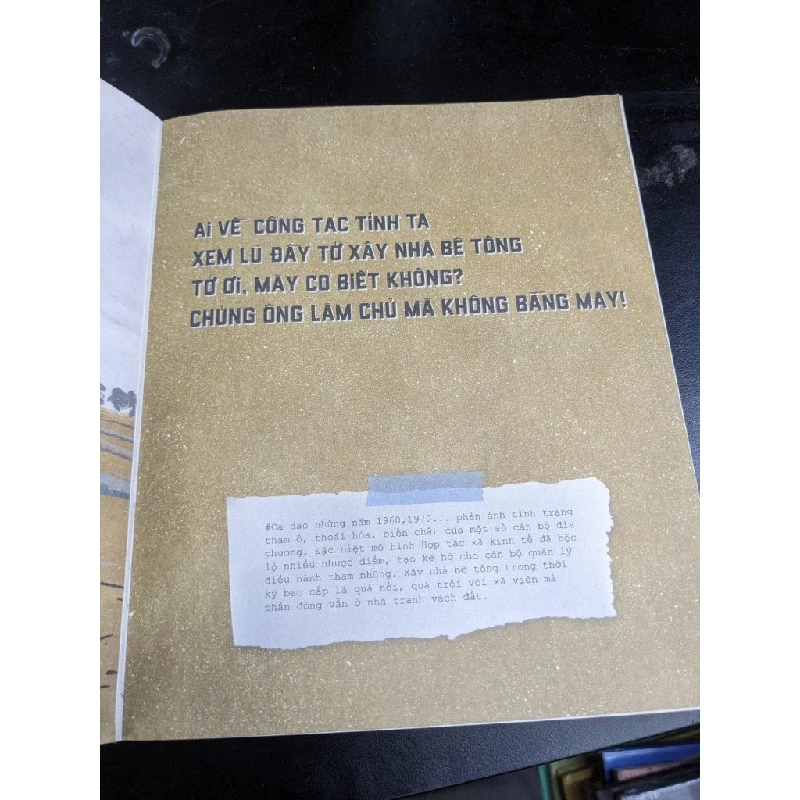 AI VỀ CÔNG TÁC TỈNH TA
XEM LŨ ĐẦY TỚ XÂY NHÀ BÊ TÔNG
TỚ ƠI, MÀY CÓ BIẾT KHÔNG?
CHÚNG ÔNG LÀM CHỦ MÀ KHÔNG BẰNG MÀY!
#Ca dao những năm 1960,1970... phản ánh tình trạng
tham ô, thoái hóa, biến chất của một số cán bộ địa
phương. Đặc biệt mô hình Hợp tác xã kinh tế đã bộc
lộ nhiều nhược điểm, tạo kẽ hở cho cán bộ quản lý
điều hành tham nhũng. Xây nhà bê tông trong thời
kỳ bao cấp là quá nổi, quá trội với xã viên mà
phần đông vẫn ở nhà tranh vách đất.